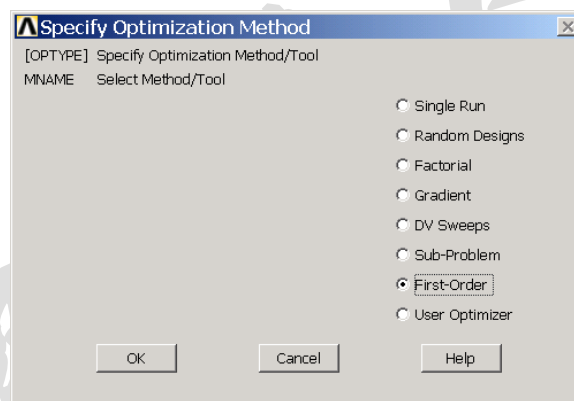 Specify Optimization Method
[OPTYPE] Specify Optimization Method/Tool
MNAME Select Method/Tool
Single Run
Random Designs
Factorial
Gradient
DV Sweeps
Sub-Problem
First-Order
User Optimizer
OK Cancel Help